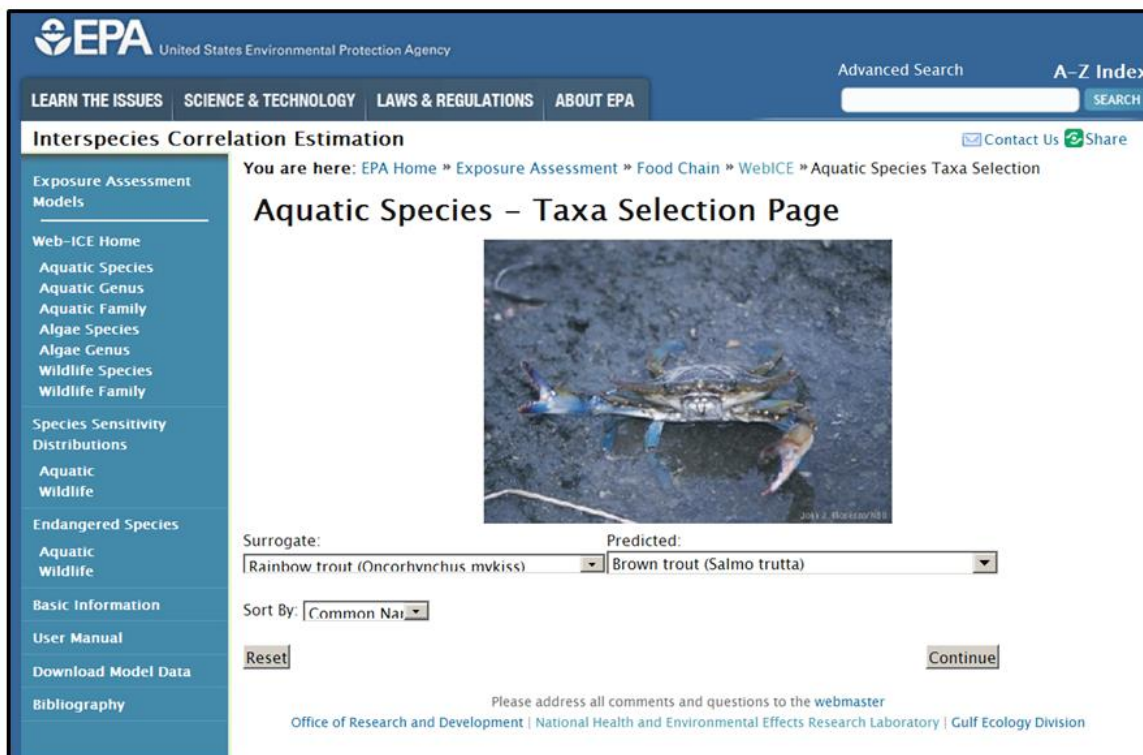 EPA United States Environmental Protection Agency
Advanced Search A-Z Index
LEARN THE ISSUES SCIENCE & TECHNOLOGY LAWS & REGULATIONS ABOUT EPA
SEARCH
Interspecies Correlation Estimation
Contact Us Share
You are here: EPA Home » Exposure Assessment » Food Chain » WebICE » Aquatic Species Taxa Selection
Exposure Assessment
Models
Web-ICE Home
Aquatic Species
Aquatic Genus
Aquatic Family
Algae Species
Algae Genus
Wildlife Species
Wildlife Family
Species Sensitivity
Distributions
Aquatic
Wildlife
Endangered Species
Aquatic
Wildlife
Basic Information
User Manual
Download Model Data
Bibliography
Aquatic Species – Taxa Selection Page
Surrogate: Predicted:
Rainbow trout (Oncorhynchus mykiss) Brown trout (Salmo trutta)
Sort By: Common Nar
Reset Continue
Please address all comments and questions to the webmaster
Office of Research and Development | National Health and Environmental Effects Research Laboratory | Gulf Ecology Division